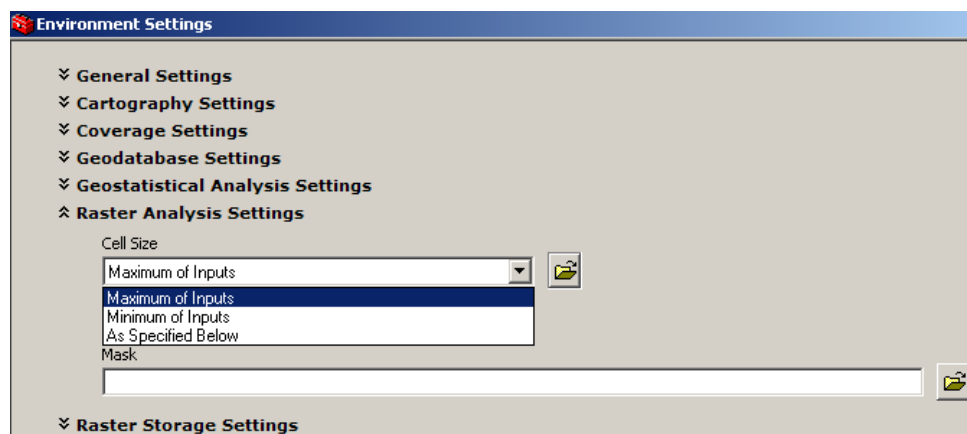 Environment Settings
General Settings
Cartography Settings
Coverage Settings
Geodatabase Settings
Geostatistical Analysis Settings
Raster Analysis Settings
Cell Size
Maximum of Inputs
Maximum of Inputs
Minimum of Inputs
As Specified Below
Mask
Raster Storage Settings